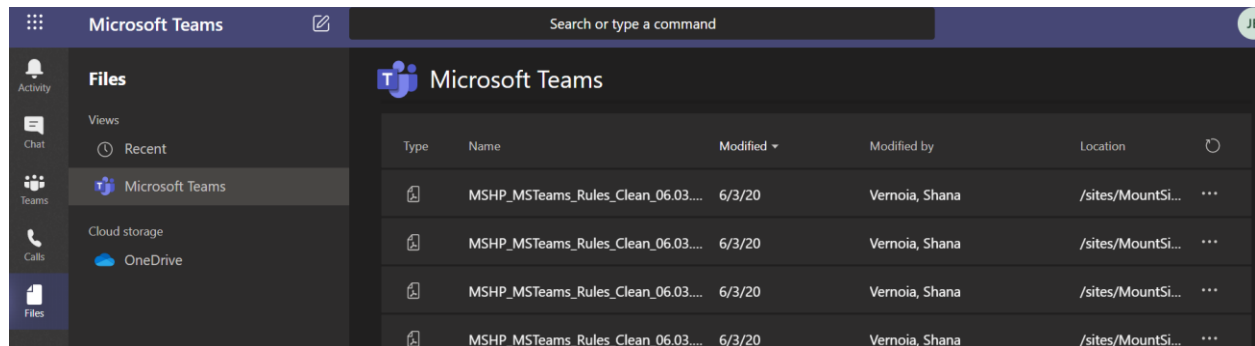 Microsoft Teams
Search or type a command
Activity
Chat
Teams
Calls
Files
Files
Views
Recent
Microsoft Teams
Cloud storage
OneDrive
Microsoft Teams
Type Name Modified Modified by Location
MSHP_MSTeams_Rules_Clean_06.03.... 6/3/20 Vernoia, Shana /sites/MountSi... ...
MSHP_MSTeams_Rules_Clean_06.03.... 6/3/20 Vernoia, Shana /sites/MountSi... ...
MSHP_MSTeams_Rules_Clean_06.03.... 6/3/20 Vernoia, Shana /sites/MountSi... ...
MSHP_MSTeams_Rules_Clean_06.03.... 6/3/20 Vernoia, Shana /sites/MountSi... ...